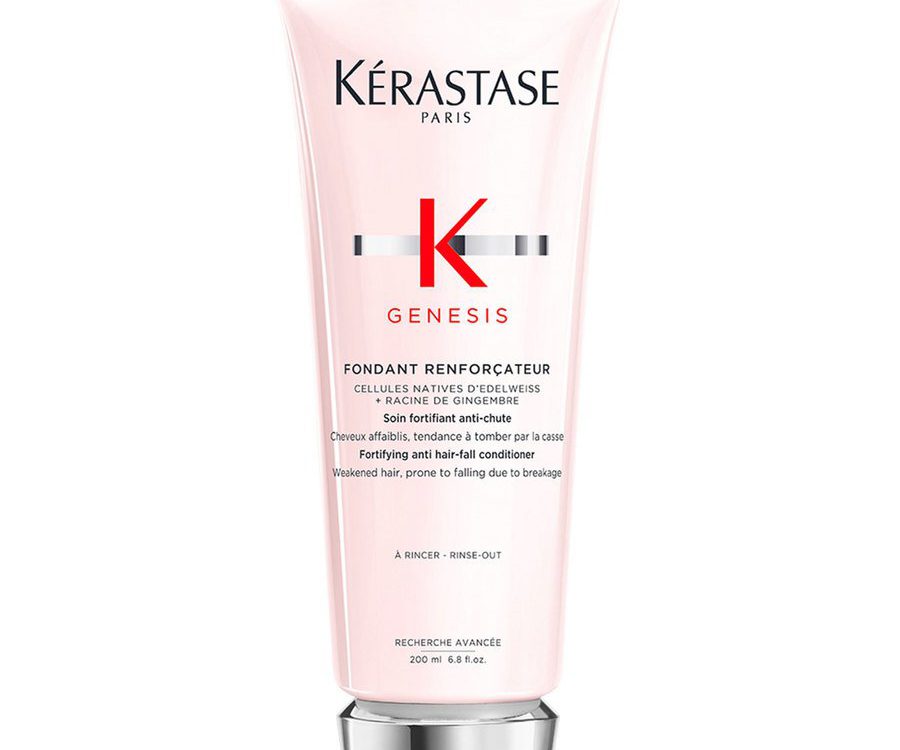 KÉRASTASE
PARIS
K
GENESIS
FONDANT RENFORÇATEUR
CELLULES NATIVES D'EDELWEISS
+ RACINE DE GINGEMBRE
Soin fortifiant anti-chute
Cheveux affaiblis, tendance à tomber par la casse
Fortifying anti hair-fall conditioner
Weakened hair, prone to falling due to breakage
À RINCER - RINSE-OUT
RECHERCHE AVANCÉE
200 ml 6.8 fl.oz.